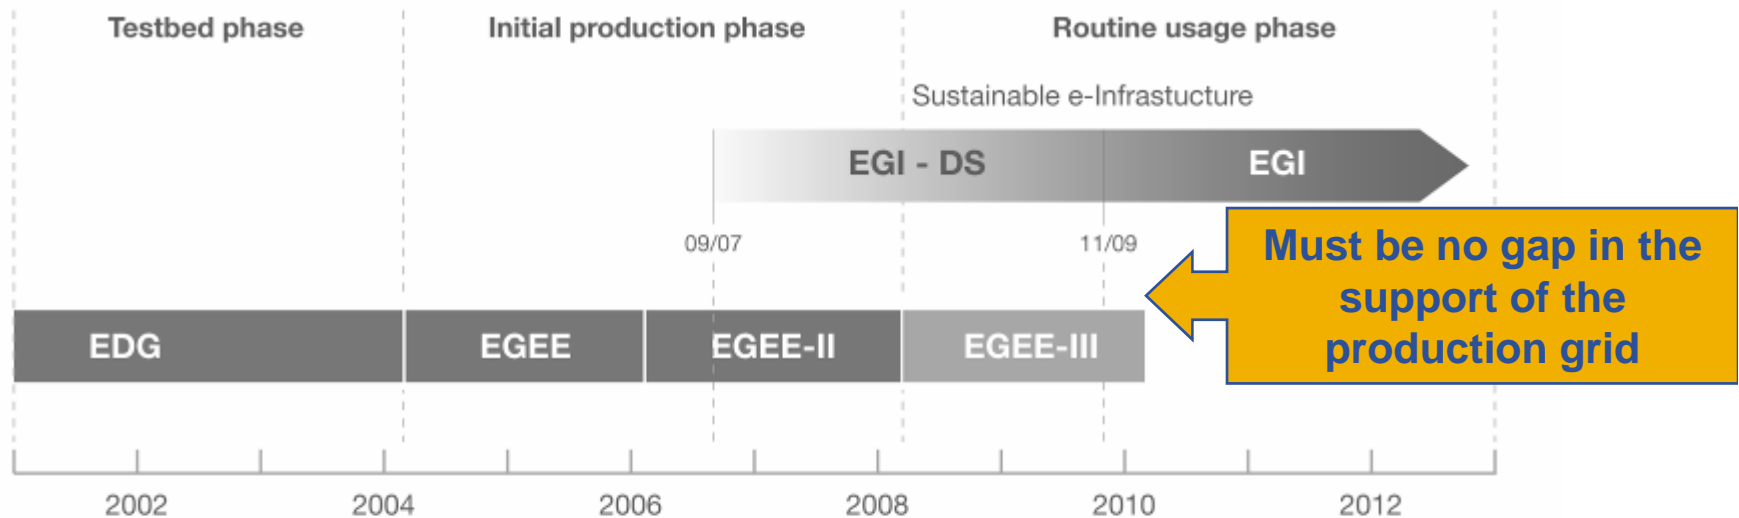 Testbed phase
Initial production phase
Routine usage phase
Sustainable e-Infrastucture
EGI - DS
EGI
09/07
11/09
Must be no gap in the
support of the
production grid
EDG
EGEE
EGEE-II
EGEE-III
2002
2004
2006
2008
2010
2012